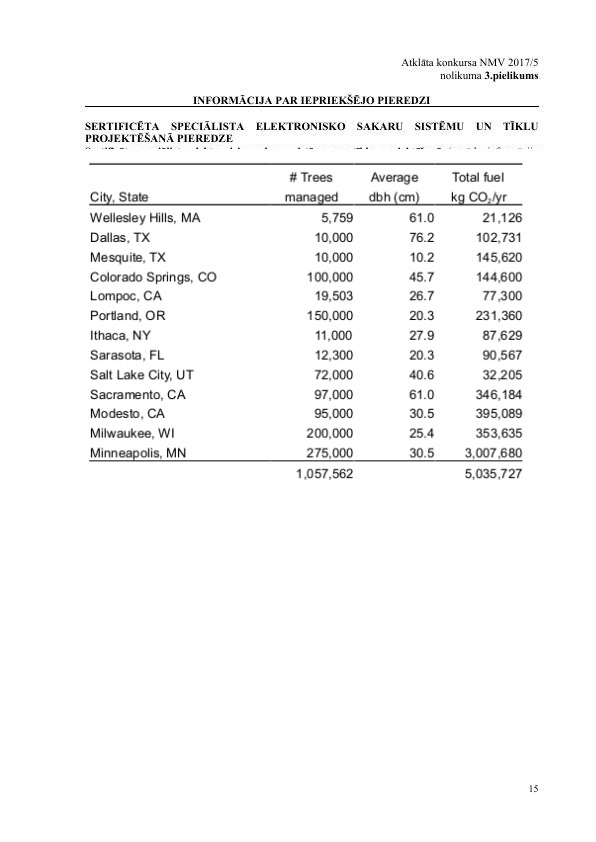 Atklāta konkursa NMV 2017/5
nolikuma 3.pielikums
INFORMĀCIJA PAR IEPRIEKŠĒJO PIEREDZI
SERTIFICĒTA SPECIĀLISTA ELEKTRONISKO SAKARU SISTĒMU UN TĪKLU
PROJEKTĒŠANĀ PIEREDZE
# Trees Average Total fuel
City, State managed dbh (cm) kg CO₂/yr
Wellesley Hills, MA 5,759 61.0 21,126
Dallas, TX 10,000 76.2 102,731
Mesquite, TX 10,000 10.2 145,620
Colorado Springs, CO 100,000 45.7 144,600
Lompoc, CA 19,503 26.7 77,300
Portland, OR 150,000 20.3 231,360
Ithaca, NY 11,000 27.9 87,629
Sarasota, FL 12,300 20.3 90,567
Salt Lake City, UT 72,000 40.6 32,205
Sacramento, CA 97,000 61.0 346,184
Modesto, CA 95,000 30.5 395,089
Milwaukee, WI 200,000 25.4 353,635
Minneapolis, MN 275,000 30.5 3,007,680
1,057,562 5,035,727
15